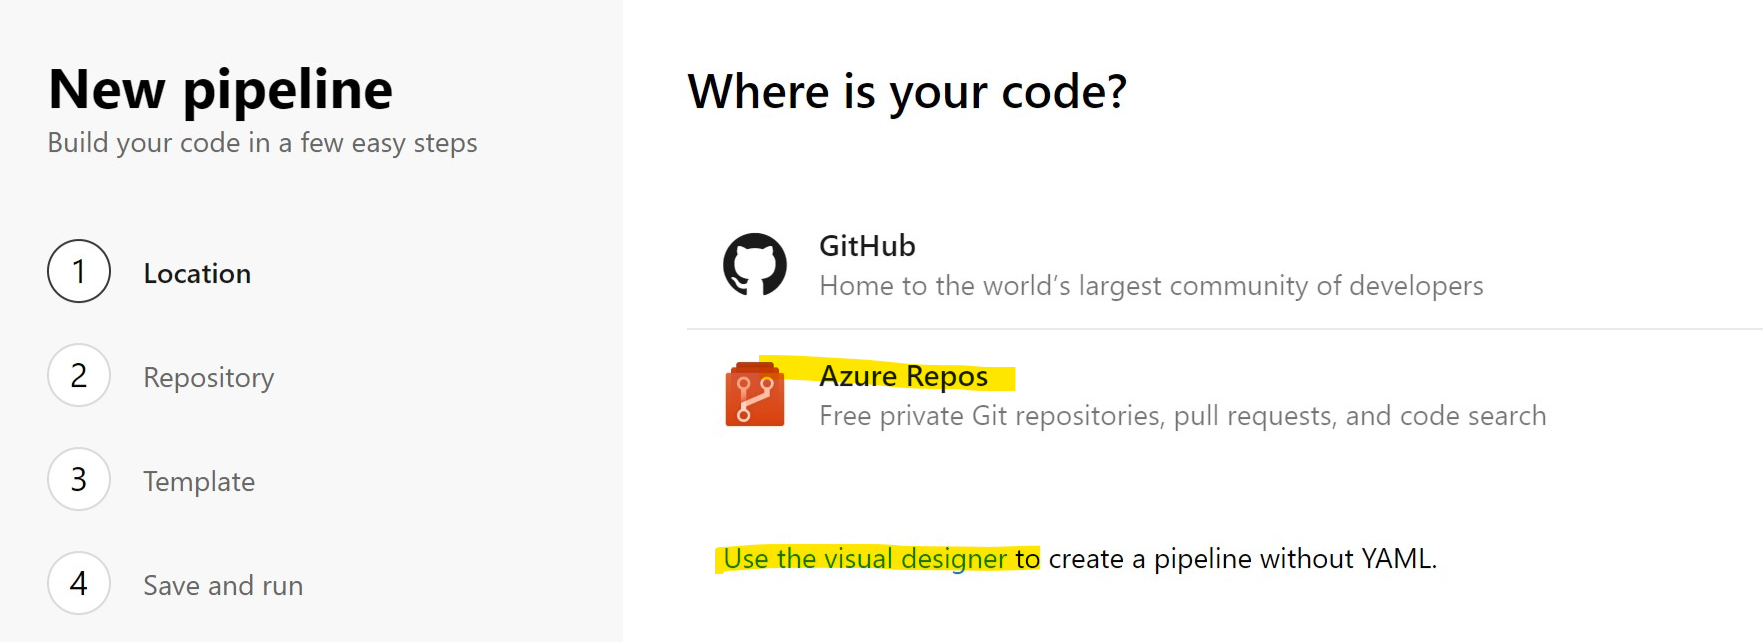 New pipeline
Build your code in a few easy steps
1 Location
2 Repository
3 Template
4 Save and run
Where is your code?
GitHub
Home to the world’s largest community of developers
Azure Repos
Free private Git repositories, pull requests, and code search
Use the visual designer to create a pipeline without YAML.